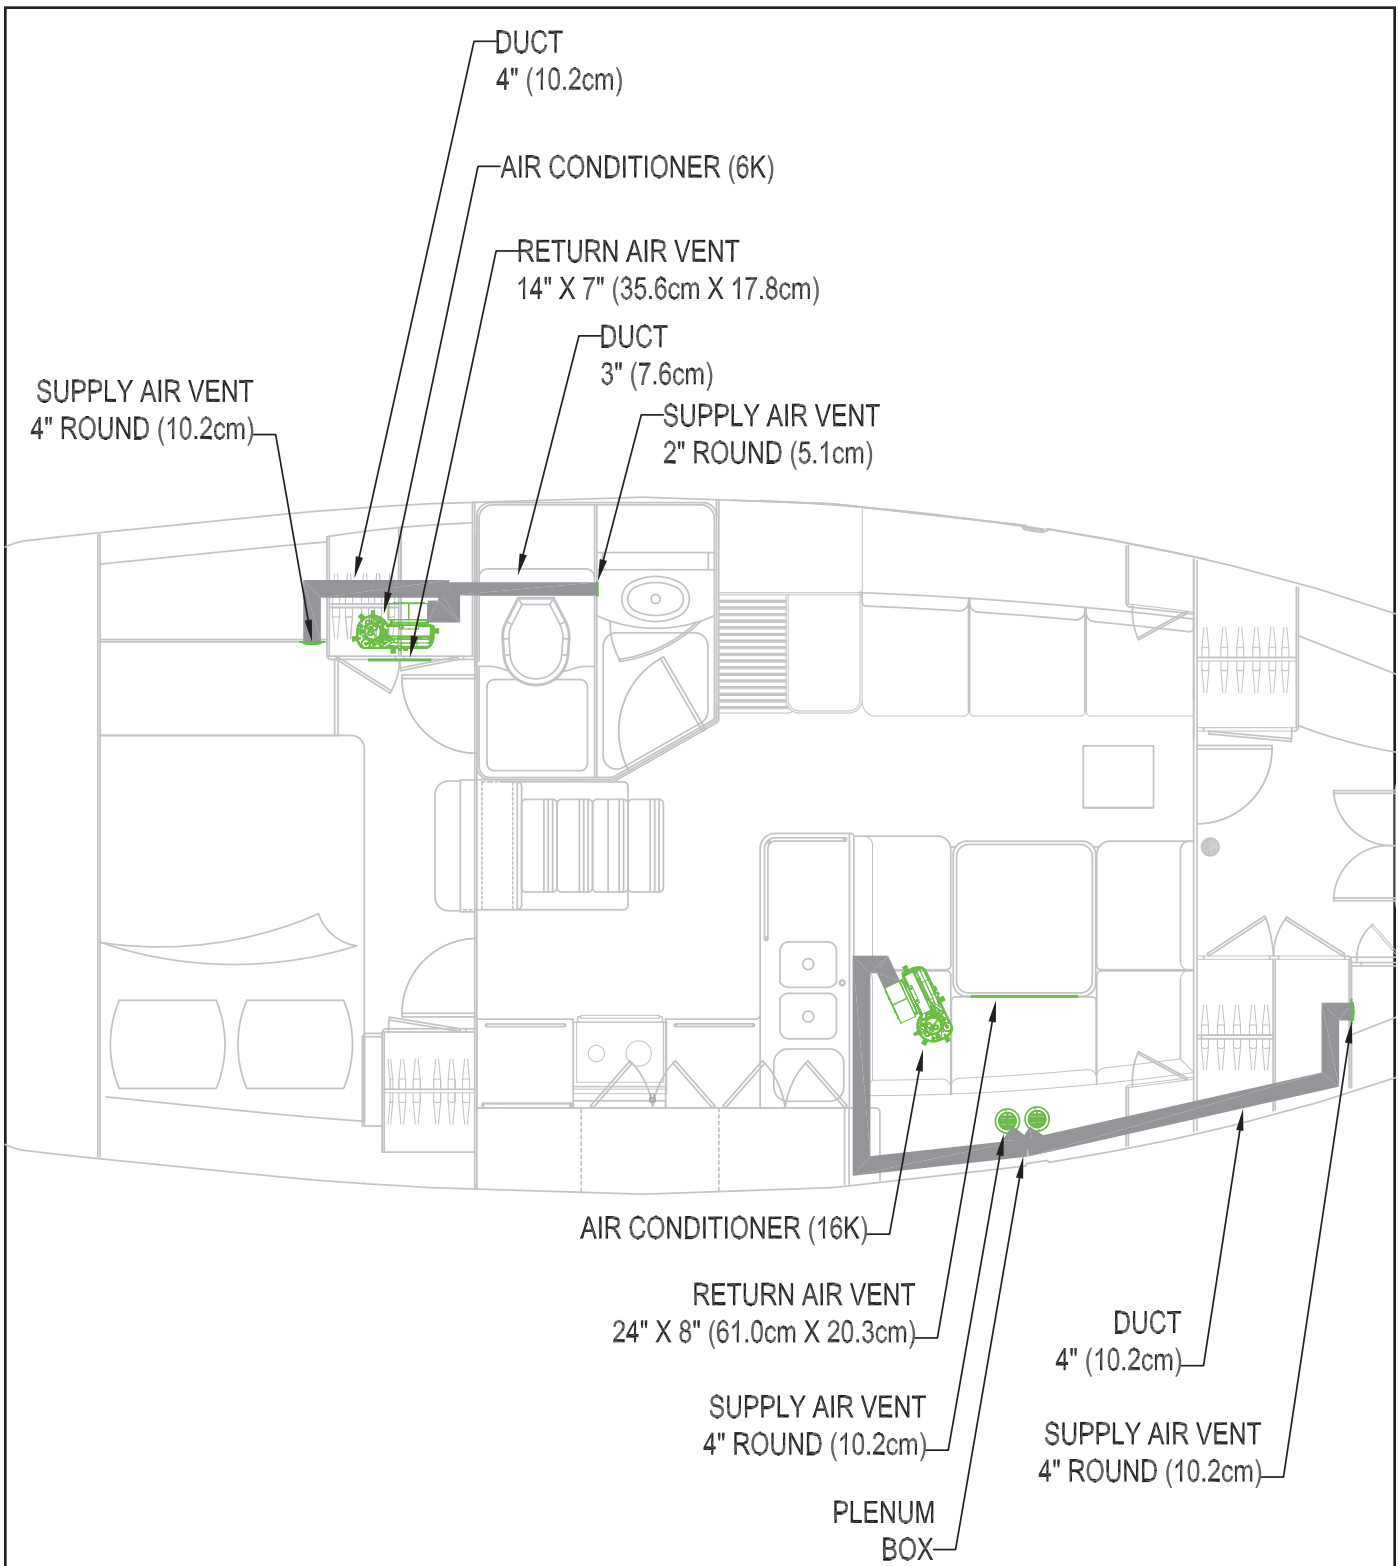 DUCT
4" (10.2cm)
AIR CONDITIONER (6K)
RETURN AIR VENT
14" X 7" (35.6cm X 17.8cm)
DUCT
3" (7.6cm)
SUPPLY AIR VENT
4" ROUND (10.2cm)
SUPPLY AIR VENT
2" ROUND (5.1cm)
AIR CONDITIONER (16K)
RETURN AIR VENT
24" X 8" (61.0cm X 20.3cm)
DUCT
4" (10.2cm)
SUPPLY AIR VENT
4" ROUND (10.2cm)
SUPPLY AIR VENT
4" ROUND (10.2cm)
PLENUM
BOX